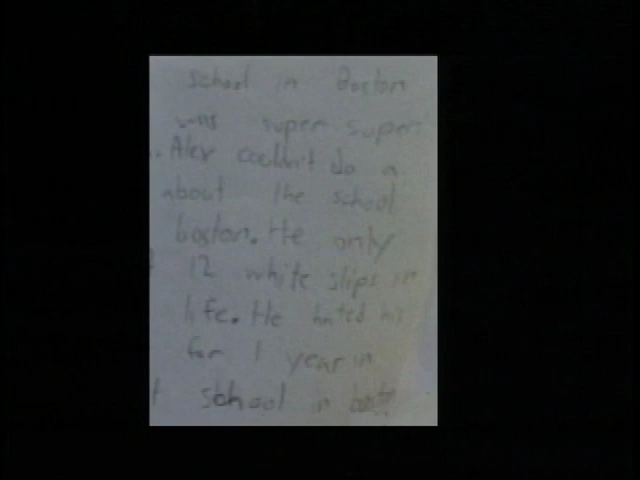 school in Boston
was super super
. Alex couldn't do a
about the school
boston. He only
12 white slips in
life. He hated his
for 1 year in
t school in